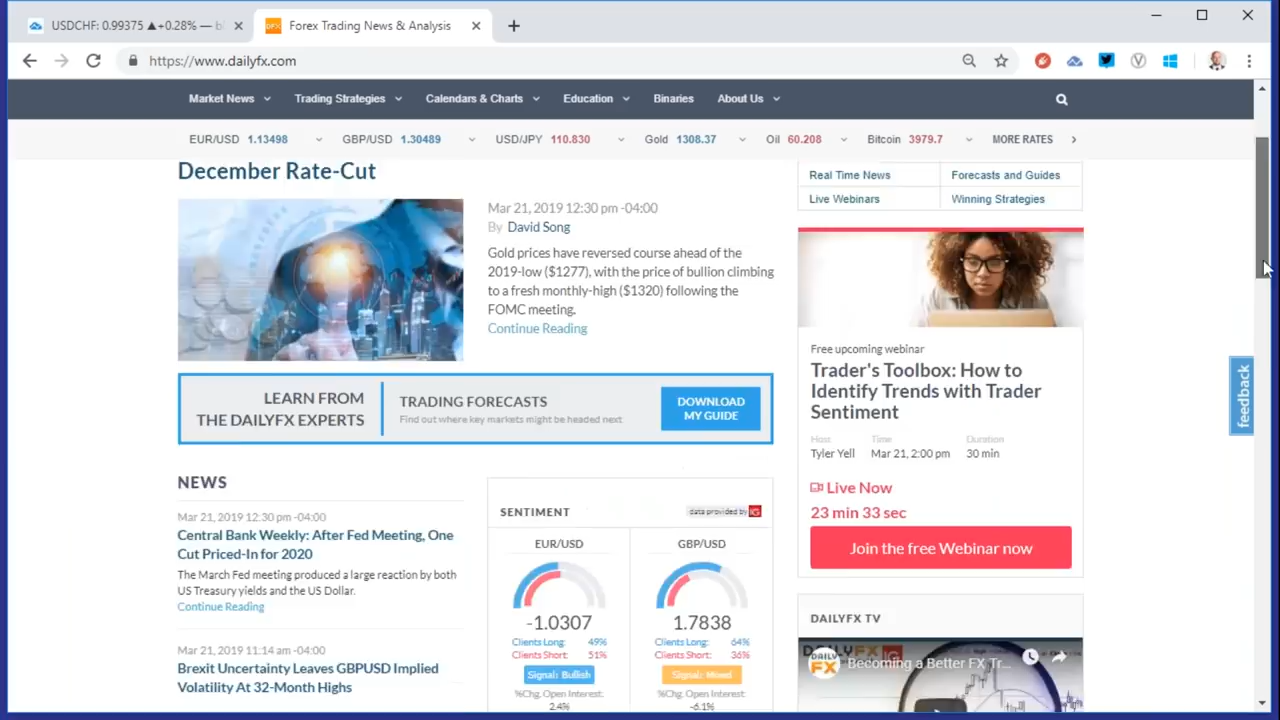 USDCHF: 0.99375 ▲+0.28% —
Forex Trading News & Analysis
https://www.dailyfx.com
Market News
Trading Strategies
Calendars & Charts
Education
Binaries
About Us
EUR/USD 1.13498
GBP/USD 1.30489
USD/JPY 110.830
Gold 1308.37
Oil 60.208
Bitcoin 3979.7
MORE RATES
December Rate-Cut
Mar 21, 2019 12:30 pm -04:00
By David Song
Gold prices have reversed course ahead of the
2019-low ($1277), with the price of bullion climbing
to a fresh monthly-high ($1320) following the
FOMC meeting.
Continue Reading
LEARN FROM
THE DAILYFX EXPERTS
TRADING FORECASTS
Find out where key markets might be headed next
DOWNLOAD
MY GUIDE
NEWS
Mar 21, 2019 12:30 pm -04:00
Central Bank Weekly: After Fed Meeting, One
Cut Priced-In for 2020
The March Fed meeting produced a large reaction by both
US Treasury yields and the US Dollar.
Continue Reading
Mar 21, 2019 11:14 am -04:00
Brexit Uncertainty Leaves GBPUSD Implied
Volatility At 32-Month Highs
SENTIMENT
data provided by IG
EUR/USD
-1.0307
Clients Long: 49%
Clients Short: 51%
Signal: Bullish
%Chg. Open Interest:
2.4%
GBP/USD
1.7838
Clients Long: 64%
Clients Short: 36%
Signal: Mixed
%Chg. Open Interest:
-6.1%
Real Time News
Forecasts and Guides
Live Webinars
Winning Strategies
Free upcoming webinar
Trader's Toolbox: How to
Identify Trends with Trader
Sentiment
Host
Tyler Yell
Time
Mar 21, 2:00 pm
Duration
30 min
Live Now
23 min 33 sec
Join the free Webinar now
DAILYFX TV
DAILY
FX
Becoming a Better FX Tr...
feedback